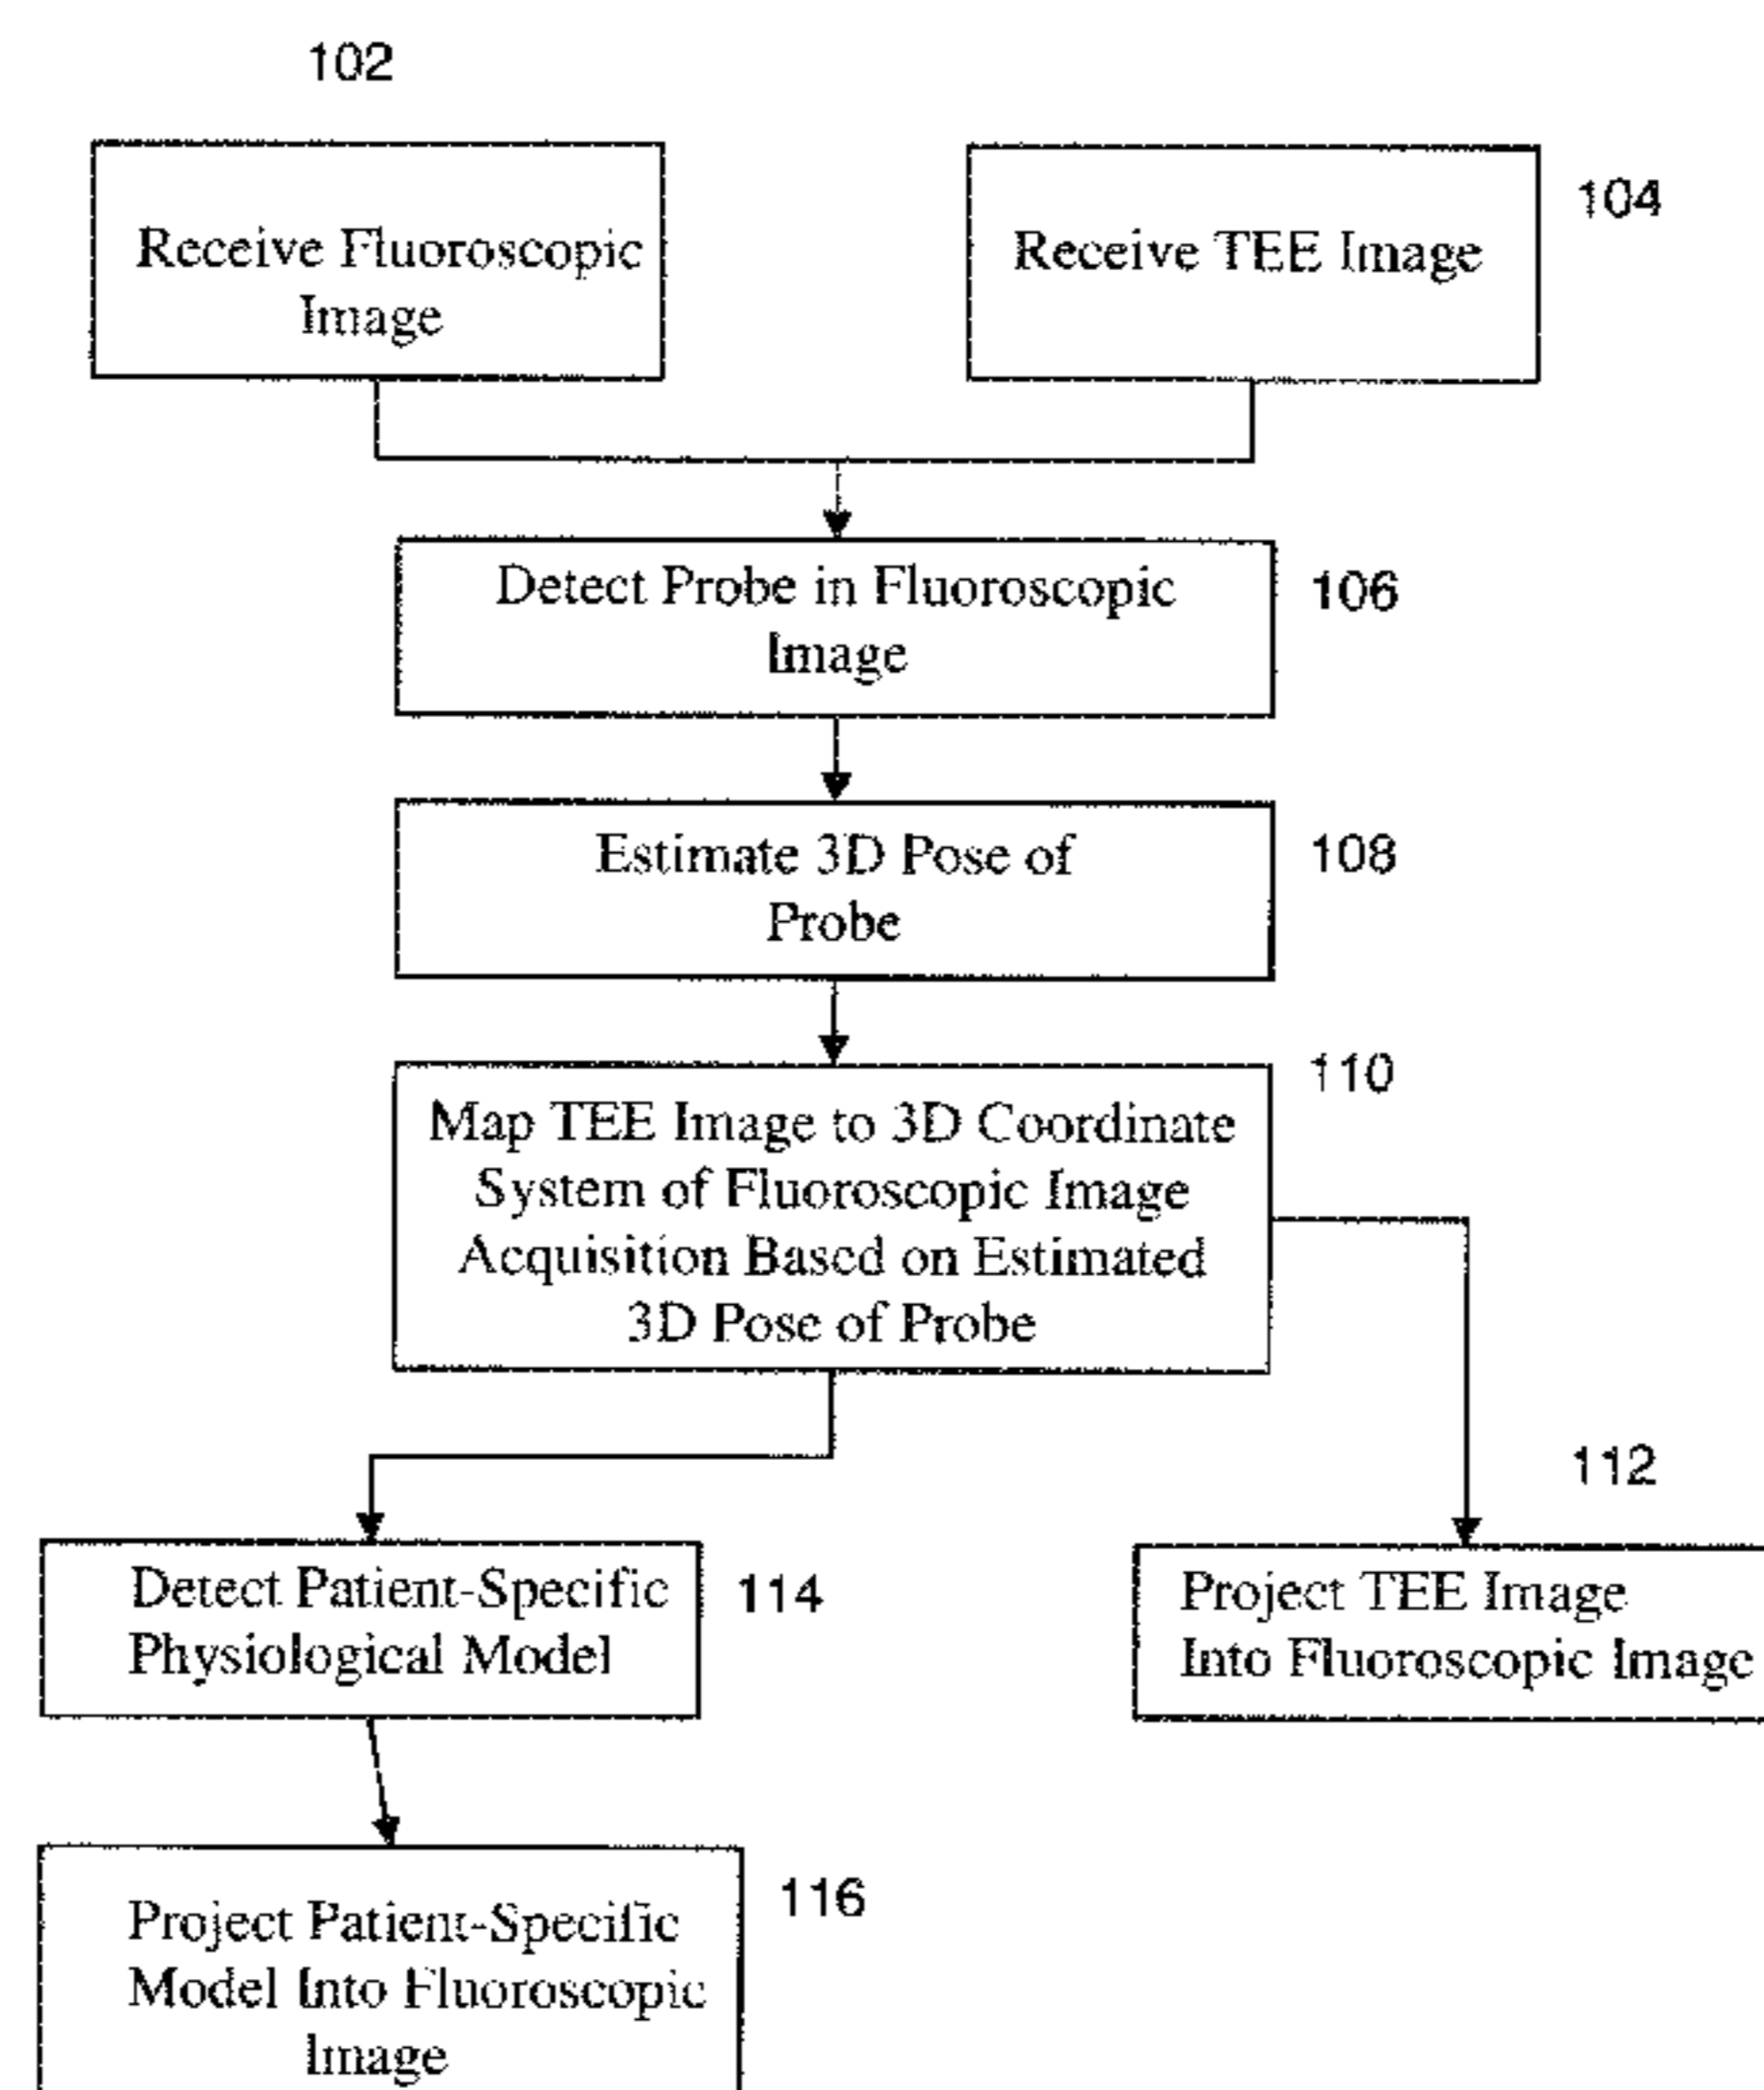 102
Receive Fluoroscopic
Image
Receive TEE Image
104
Detect Probe in Fluoroscopic
Image
106
Estimate 3D Pose of
Probe
108
Map TEE Image to 3D Coordinate
System of Fluoroscopic Image
Acquisition Based on Estimated
3D Pose of Probe
110
112
Detect Patient-Specific
Physiological Model
114
Project TEE Image
Into Fluoroscopic Image
Project Patient-Specific
Model Into Fluoroscopic
Image
116